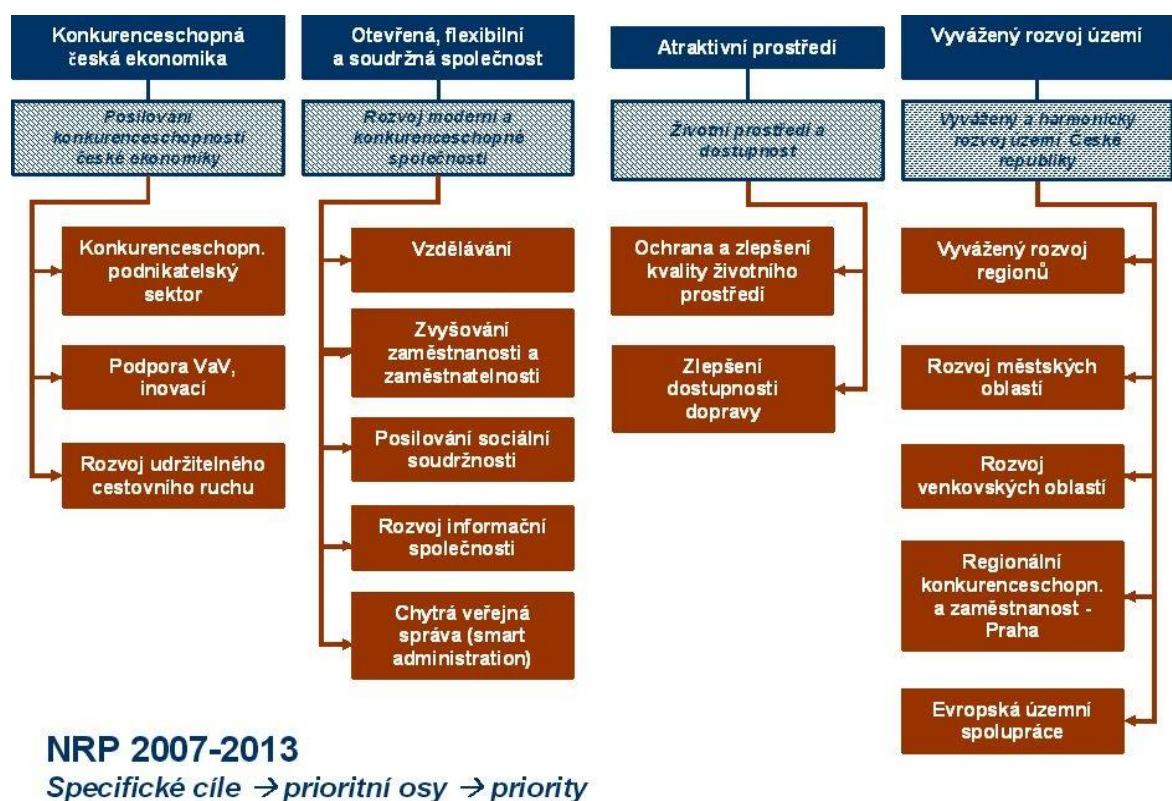 Konkurenceschopná
česká ekonomika
Posilování
konkurenceschopnosti
české ekonomiky
Konkurenceschopn.
podnikatelský
sektor
Podpora VaV,
inovací
Rozvoj udržitelného
cestovního ruchu
Otevřená, flexibilní
a soudržná společnost
Rozvoj moderní a
konkurenceschopné
společnosti
Vzdělávání
Zvyšování
zaměstnanosti a
zaměstnatelnosti
Posilování sociální
soudržnosti
Rozvoj informační
společnosti
Chytrá veřejná
správa (smart
administration)
Atraktivní prostředí
Životní prostředí a
dostupnost
Ochrana a zlepšení
kvality životního
prostředí
Zlepšení
dostupnosti
dopravy
Vyvážený rozvoj území
Vyvážený a harmonický
rozvoj území České
republiky
Vyvážený rozvoj
regionů
Rozvoj městských
oblastí
Rozvoj
venkovských oblastí
Regionální
konkurenceschopn.
a zaměstnanost -
Praha
Evropská územní
spolupráce
NRP 2007-2013
Specifické cíle → prioritní osy → priority